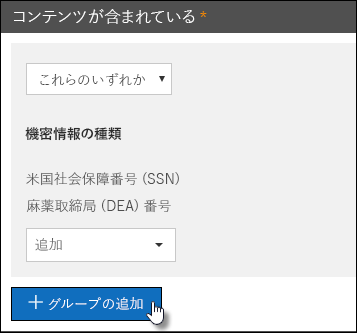 コンテンツが含まれている *
これらのいずれか
機密情報の種類
米国社会保障番号 (SSN)
麻薬取締局 (DEA) 番号
追加
+ グループの追加